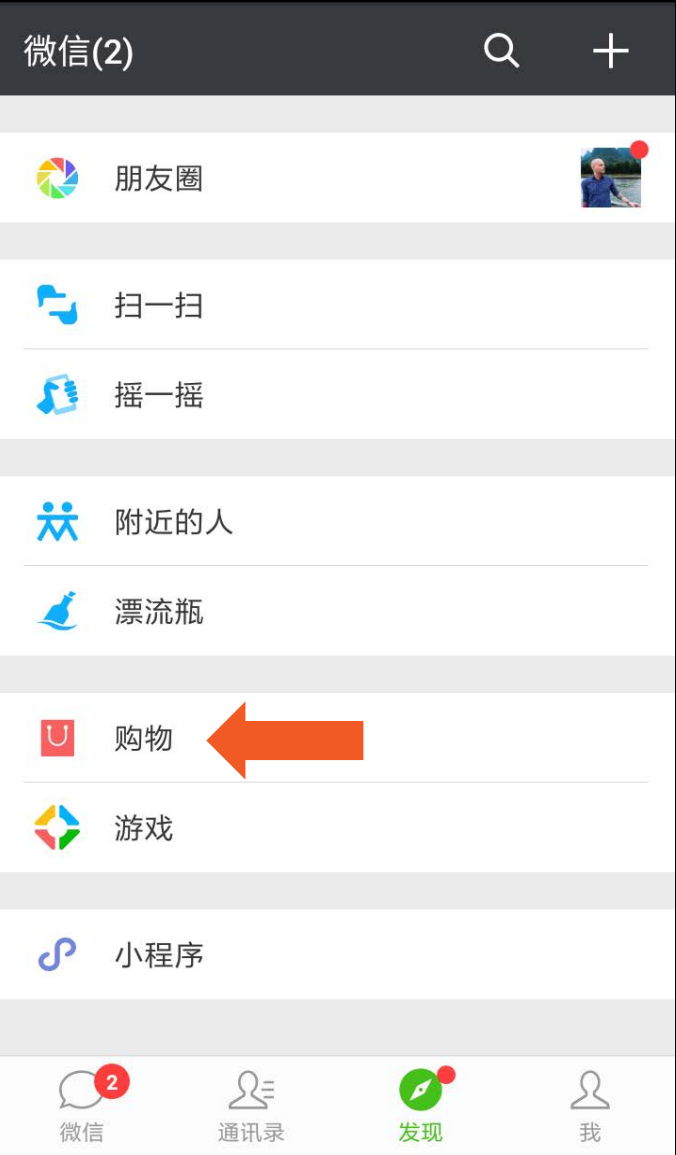 微信(2)
朋友圈
扫一扫
摇一摇
附近的人
漂流瓶
购物
游戏
小程序
2
微信
通讯录
发现
我